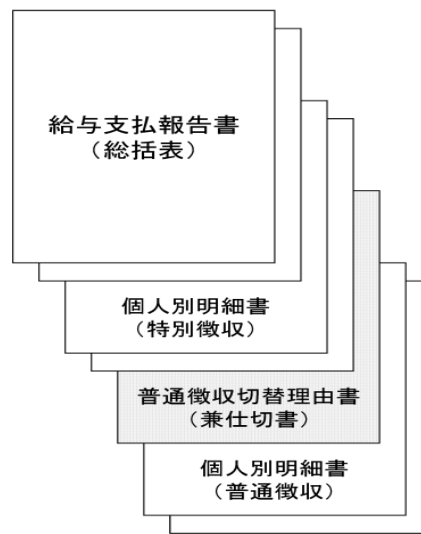 給与支払報告書
（総括表）
個人別明細書
（特別徴収）
普通徴収切替理由書
（兼仕切書）
個人別明細書
（普通徴収）